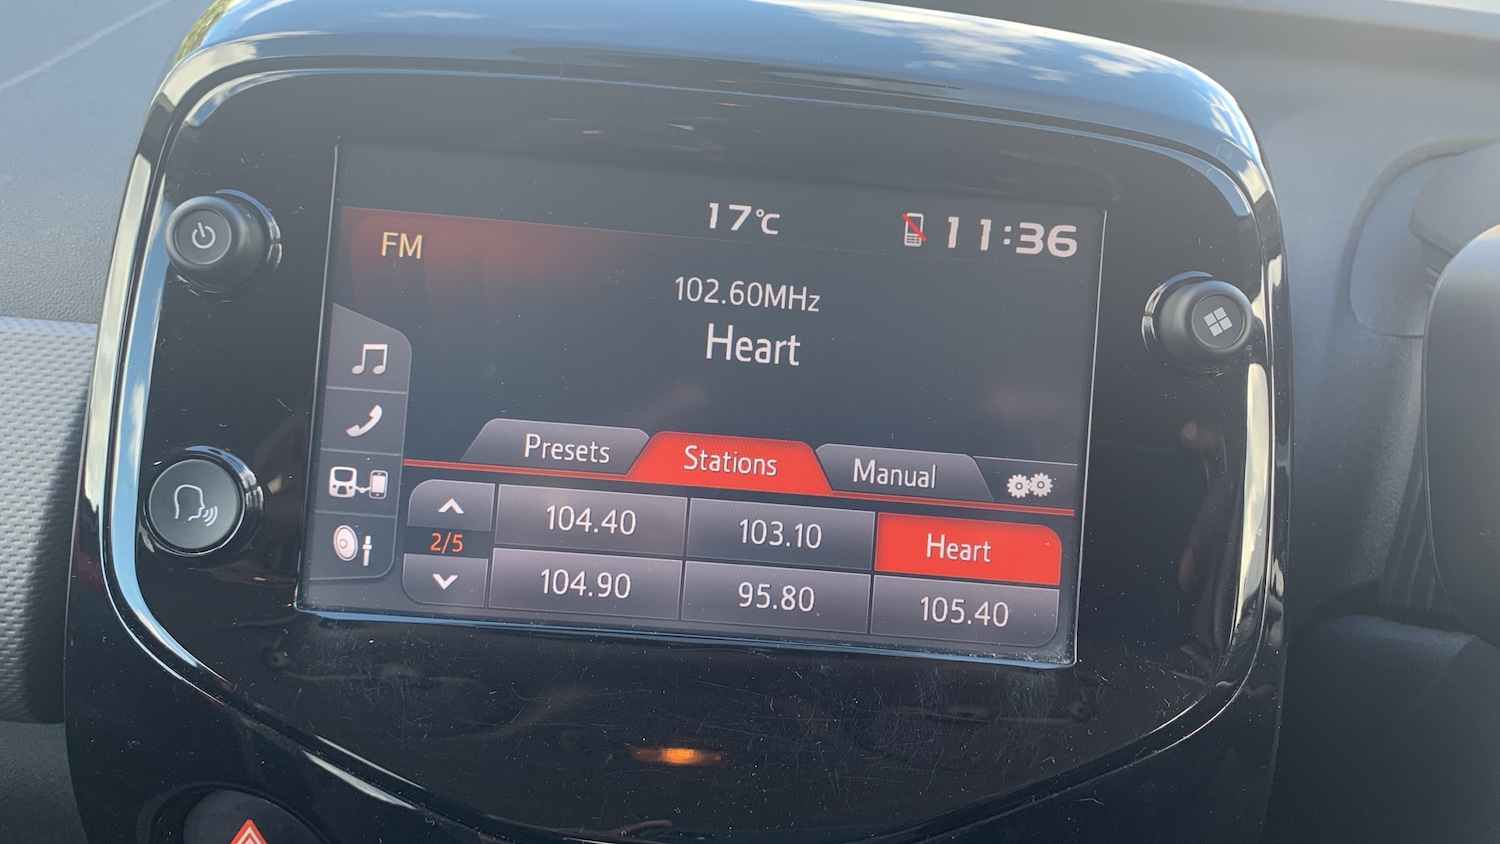 17°C
11:36
FM
102.60MHz
Heart
Presets
Stations
Manual
104.40
103.10
Heart
2/5
104.90
95.80
105.40